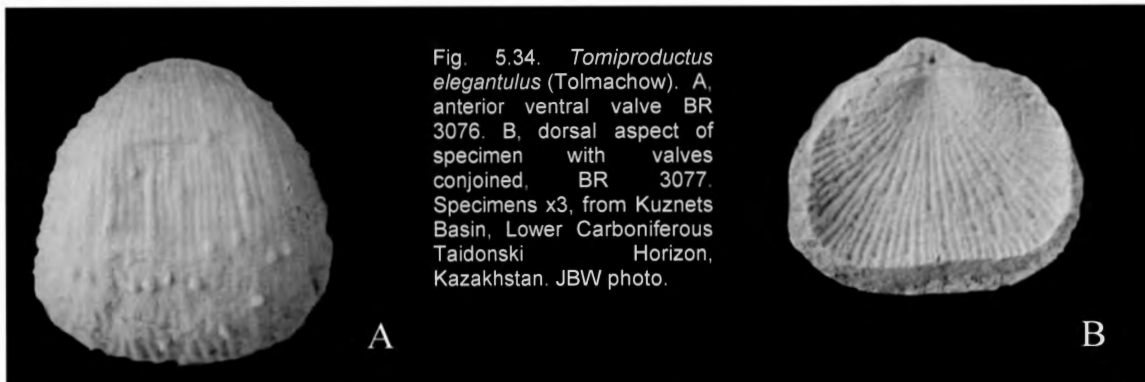 Fig. 5.34. Tomiproductus
elegantulus (Tolmachow). A,
anterior ventral valve BR
3076. B, dorsal aspect of
specimen with valves
conjoined, BR 3077.
Specimens x3, from Kuznets
Basin, Lower Carboniferous
Taidonski Horizon,
Kazakhstan. JBW photo.
A
B